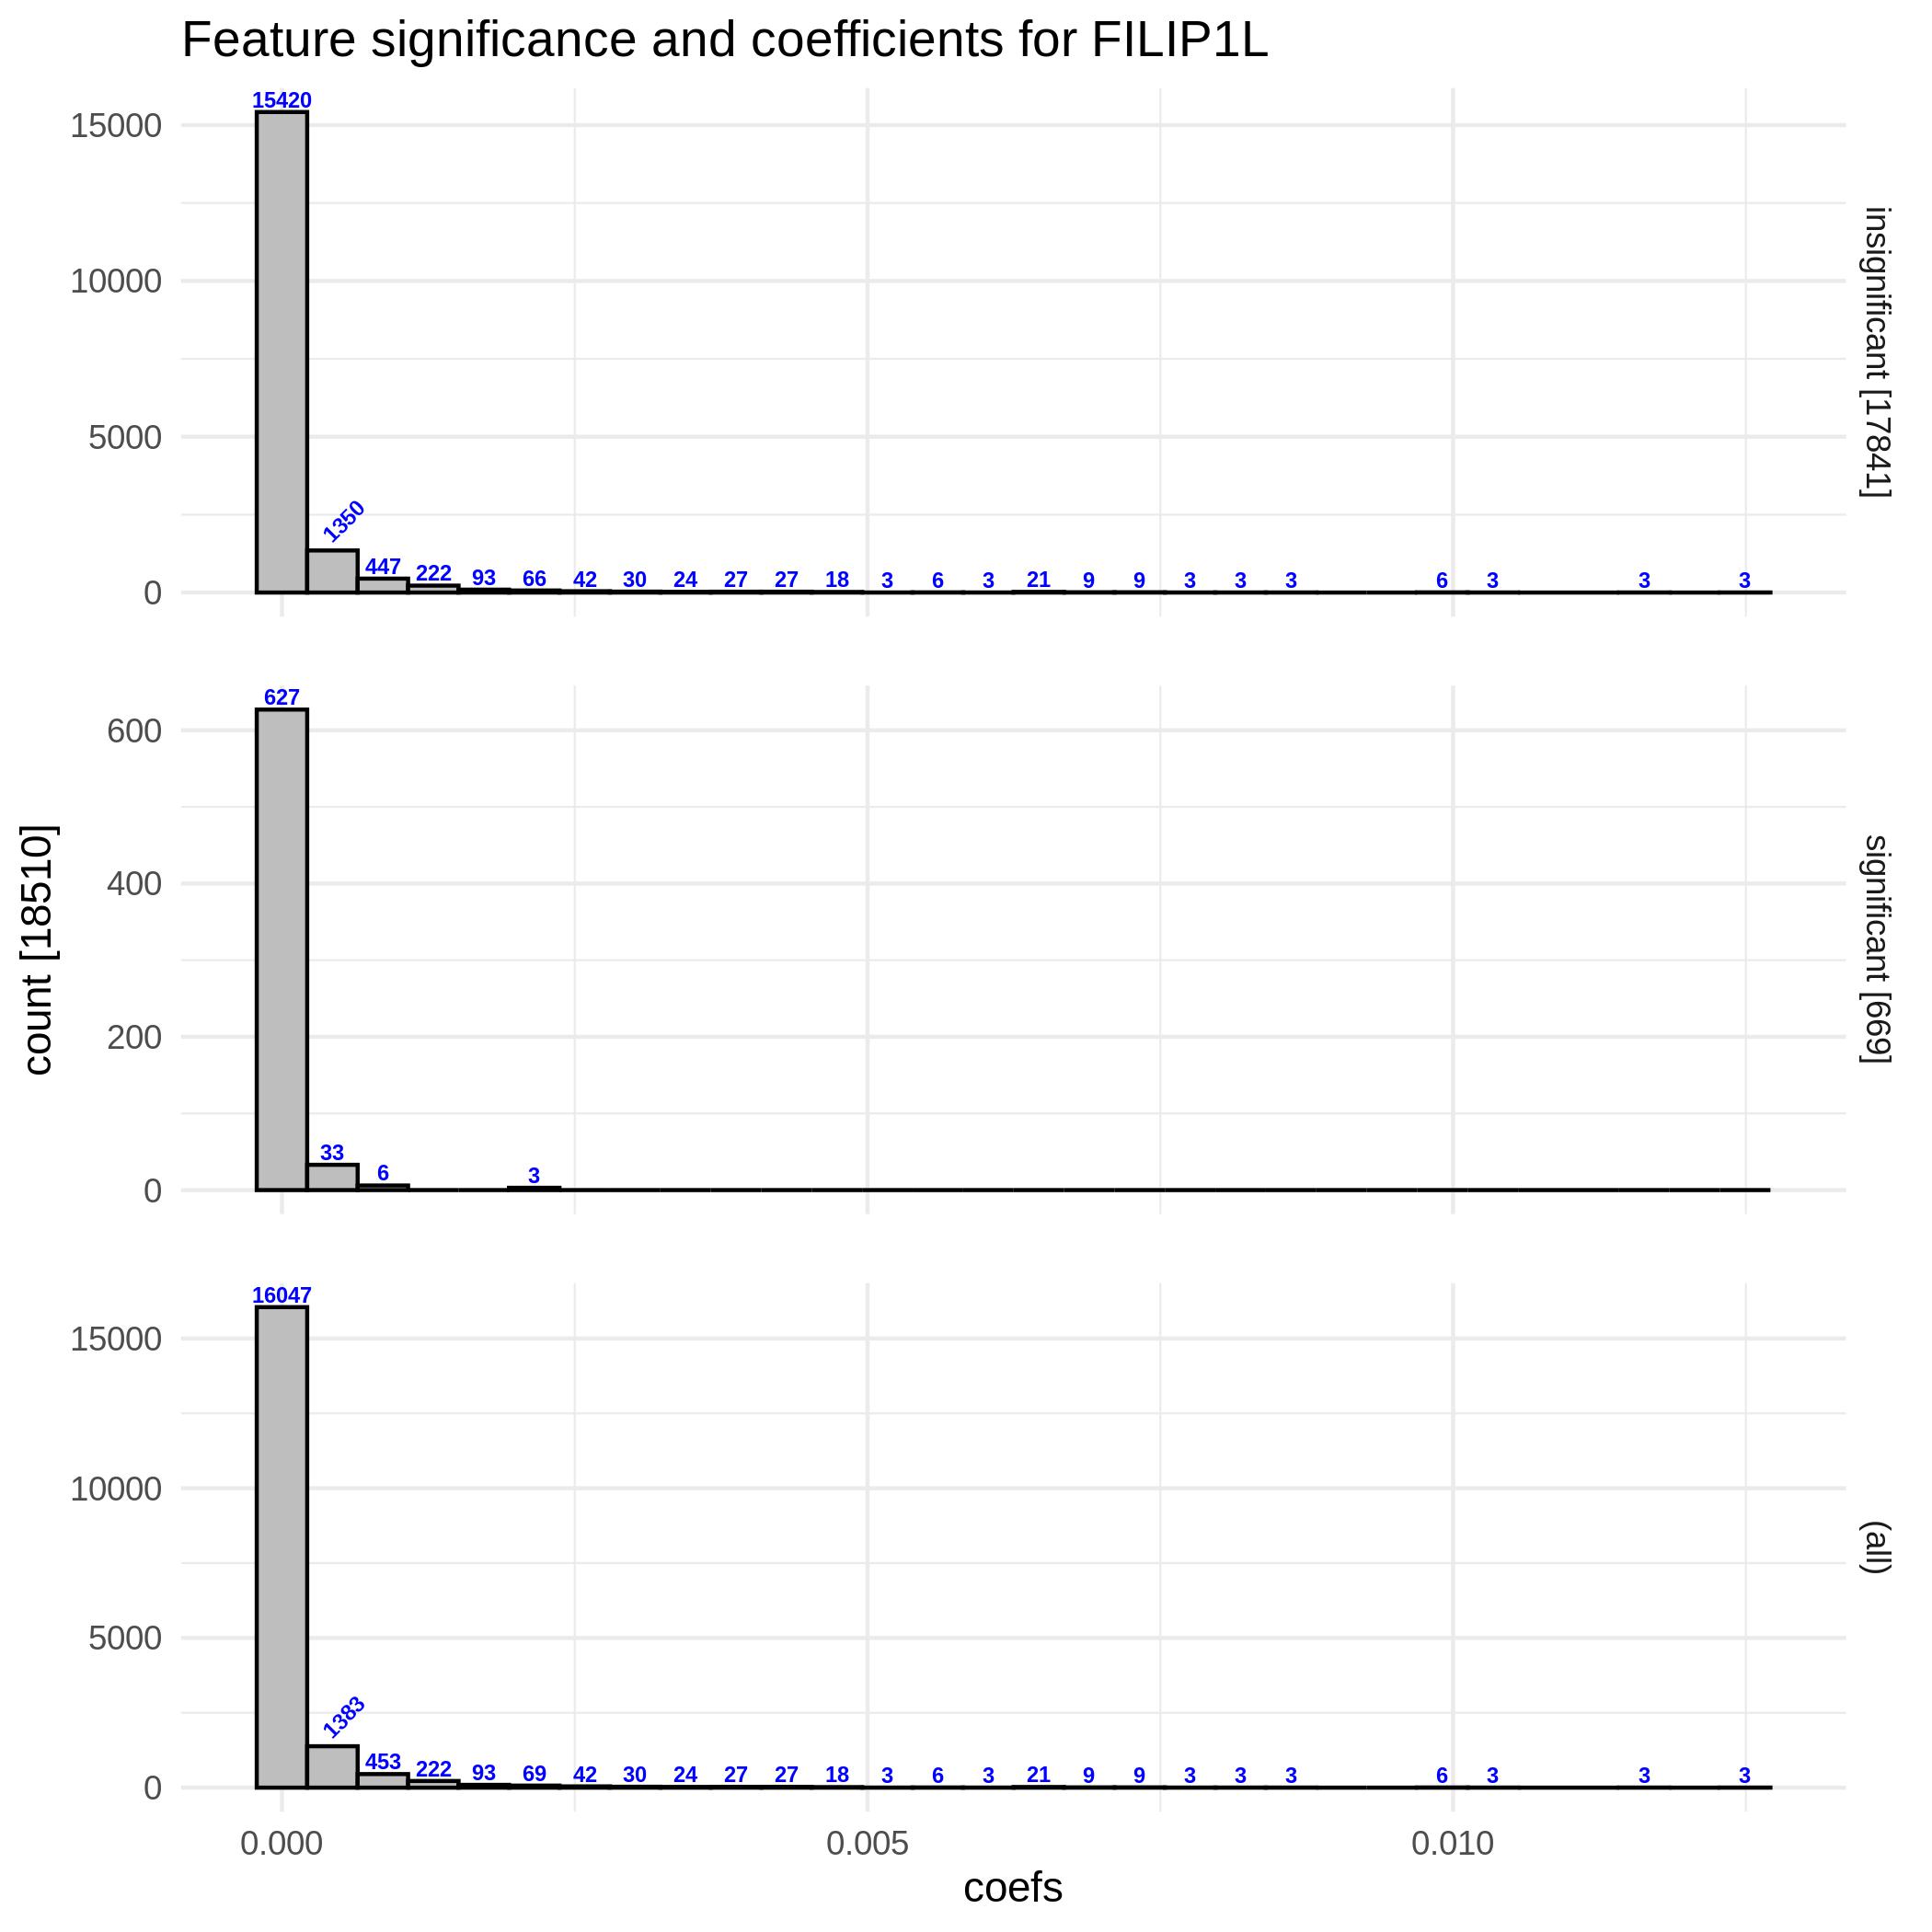 Feature significance and coefficients for FILIP1L
15420
15000
10000
5000
0
1350
447 222 93 66 42 30 24 27 27 18 3 6 3 21 9 9 3 3 3 6 3 3 3
insignificant [17841]
627
600
400
200
0
33
6
3
significant [669]
count [18510]
16047
15000
10000
5000
0
1383
453 222 93 69 42 30 24 27 27 18 3 6 3 21 9 9 3 3 3 6 3 3 3
(all)
0.000 0.005 0.010
coefs